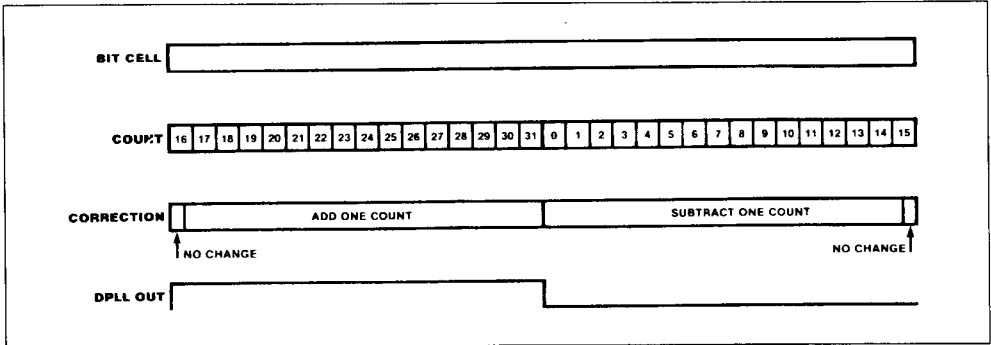 BIT CELL
COUNT 16 17 18 19 20 21 22 23 24 25 26 27 28 29 30 31 0 1 2 3 4 5 6 7 8 9 10 11 12 13 14 15
CORRECTION ADD ONE COUNT SUBTRACT ONE COUNT
NO CHANGE NO CHANGE
DPLL OUT